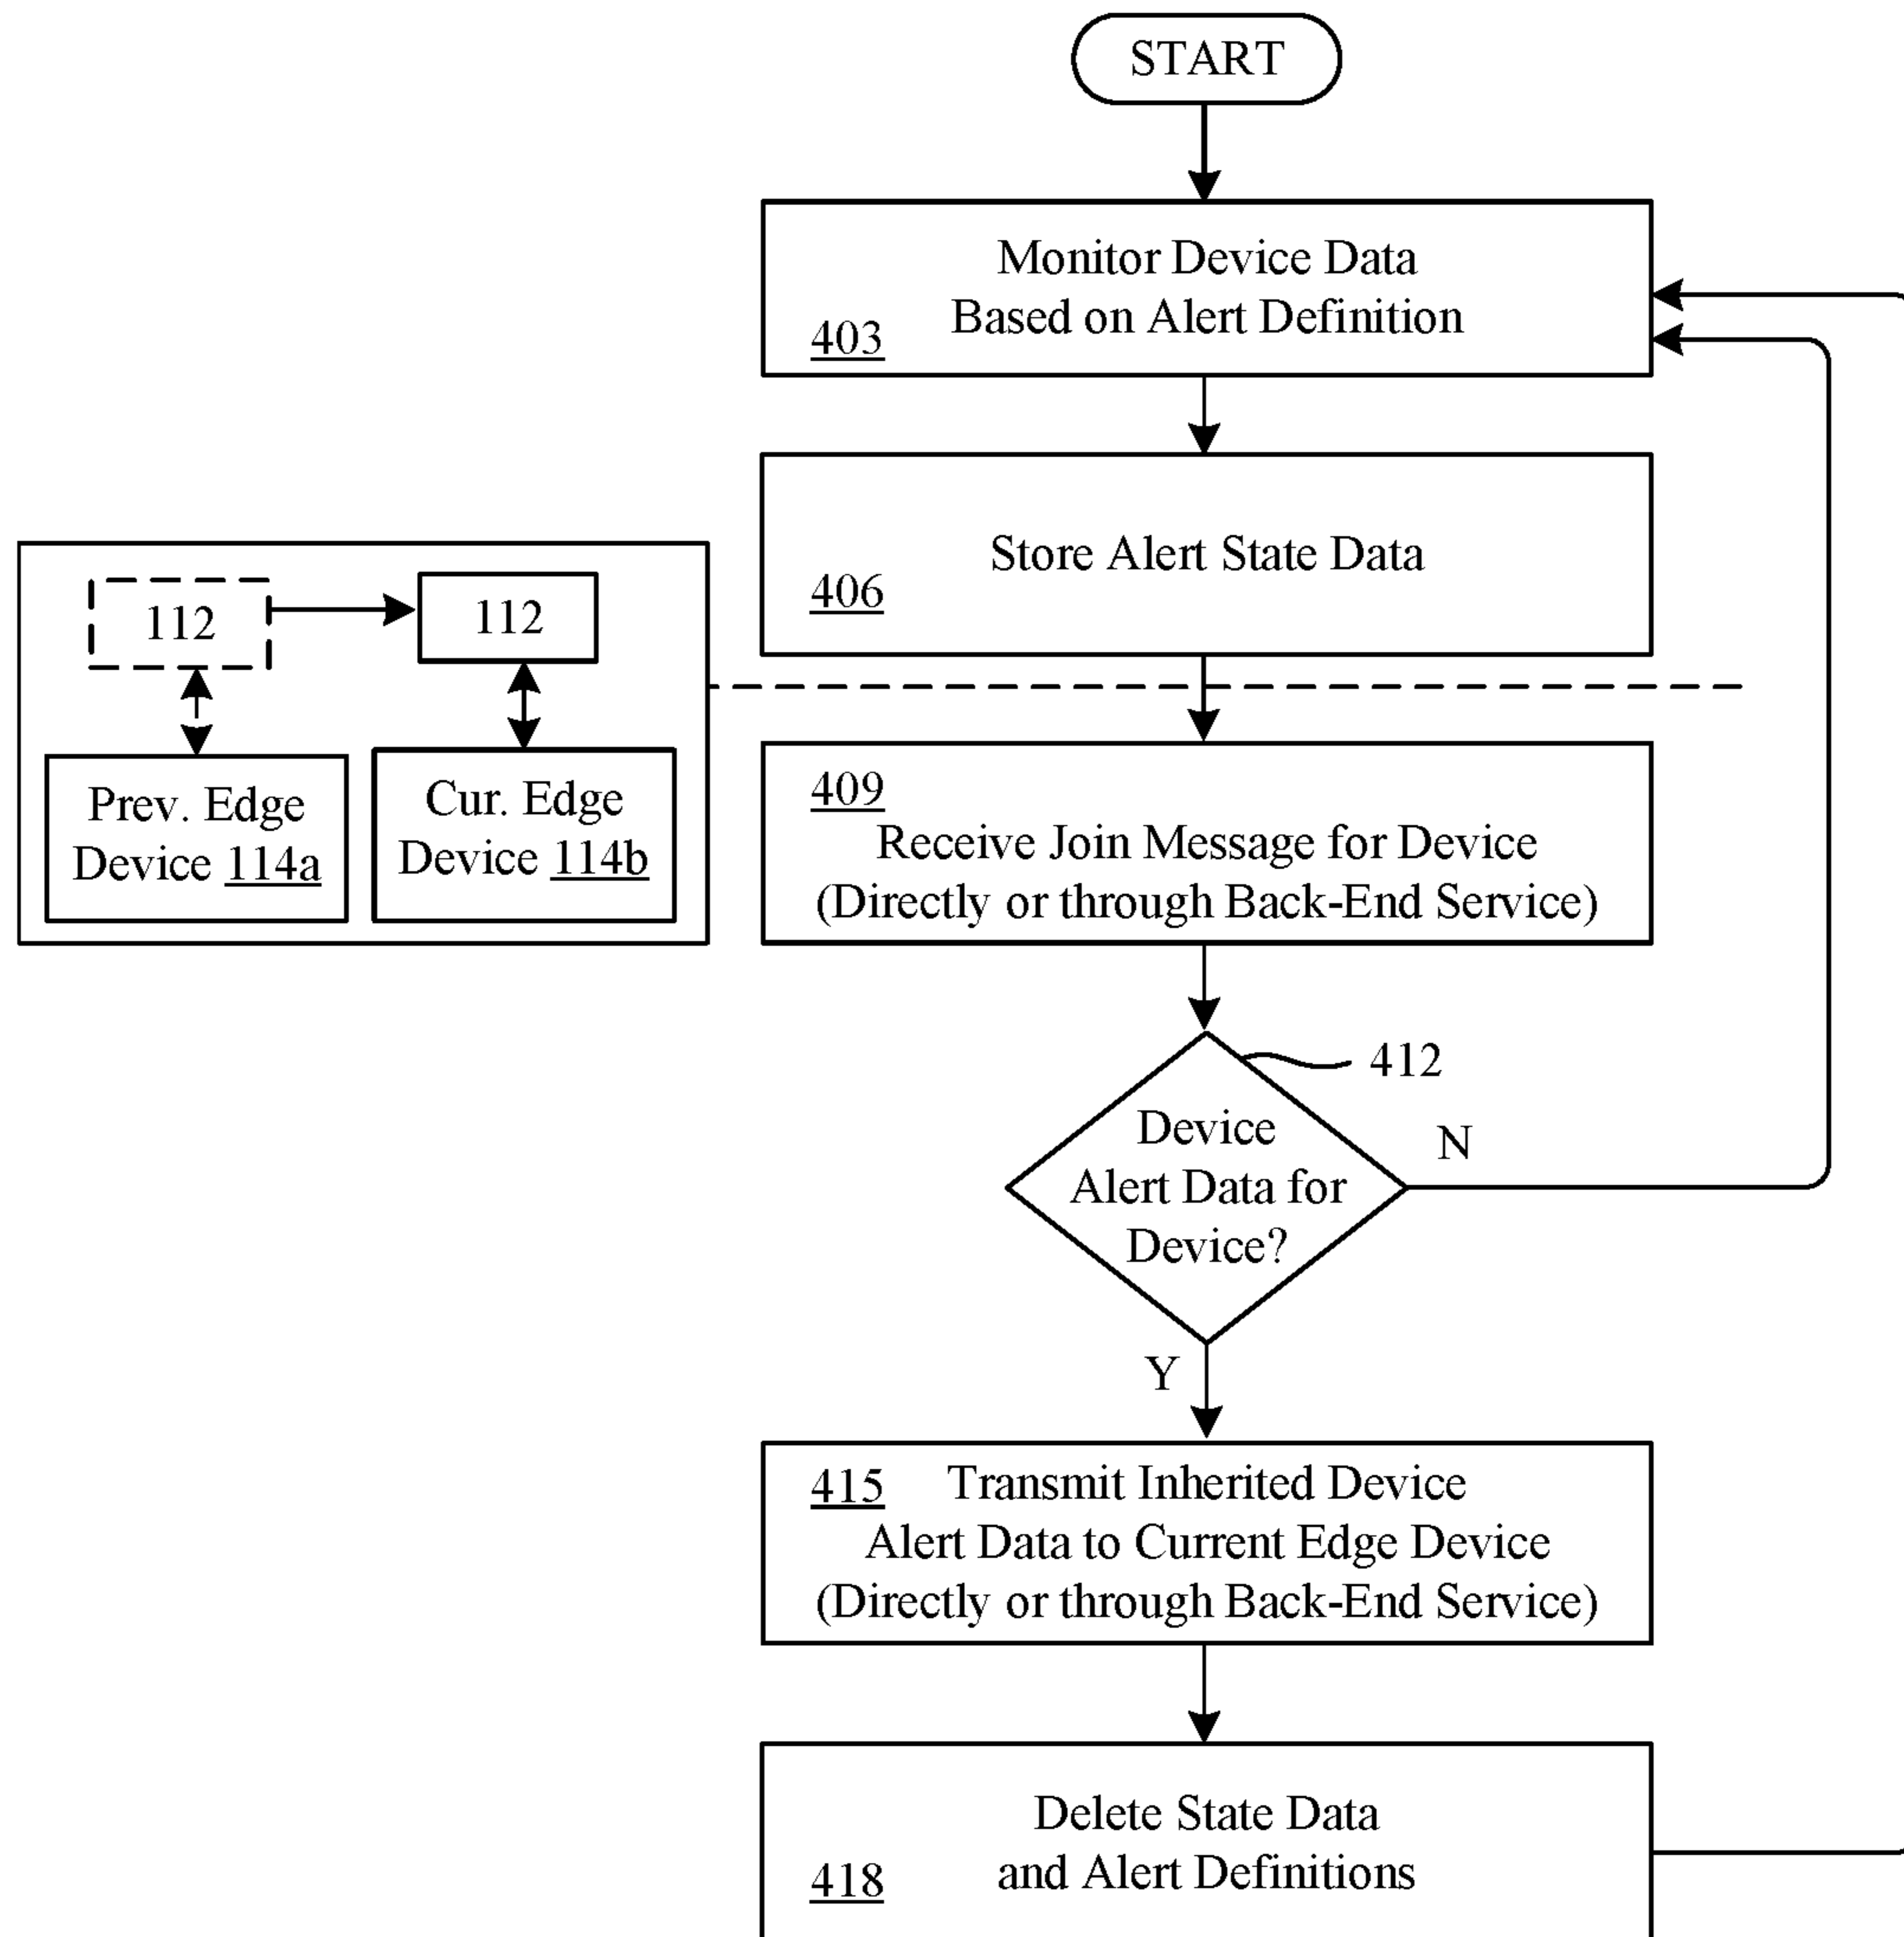 START
Monitor Device Data
Based on Alert Definition
403
Store Alert State Data
406
112
112
Prev. Edge
Device 114a
Cur. Edge
Device 114b
409
Receive Join Message for Device
(Directly or through Back-End Service)
412
Device
Alert Data for
Device?
N
Y
415 Transmit Inherited Device
Alert Data to Current Edge Device
(Directly or through Back-End Service)
Delete State Data
and Alert Definitions
418